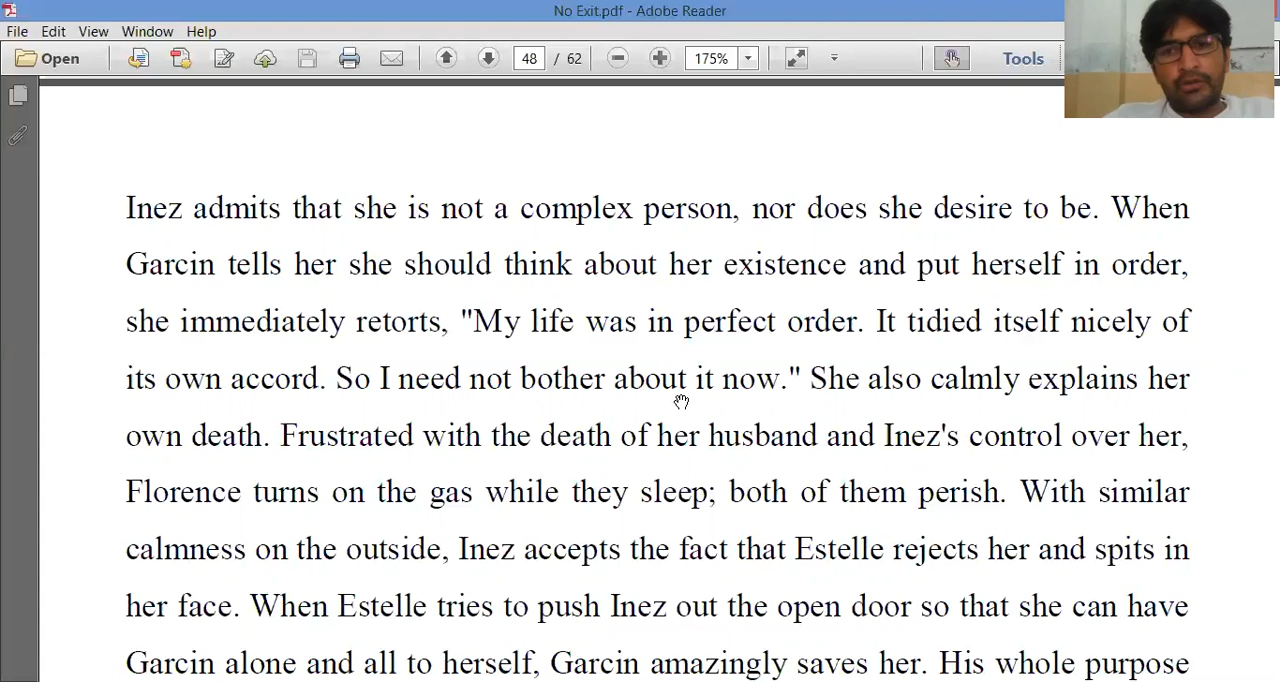 No Exit.pdf - Adobe Reader
File Edit View Window Help
Open 48 / 62 175% Tools
Inez admits that she is not a complex person, nor does she desire to be. When
Garcin tells her she should think about her existence and put herself in order,
she immediately retorts, "My life was in perfect order. It tidied itself nicely of
its own accord. So I need not bother about it now." She also calmly explains her
own death. Frustrated with the death of her husband and Inez's control over her,
Florence turns on the gas while they sleep; both of them perish. With similar
calmness on the outside, Inez accepts the fact that Estelle rejects her and spits in
her face. When Estelle tries to push Inez out the open door so that she can have
Garcin alone and all to herself, Garcin amazingly saves her. His whole purpose